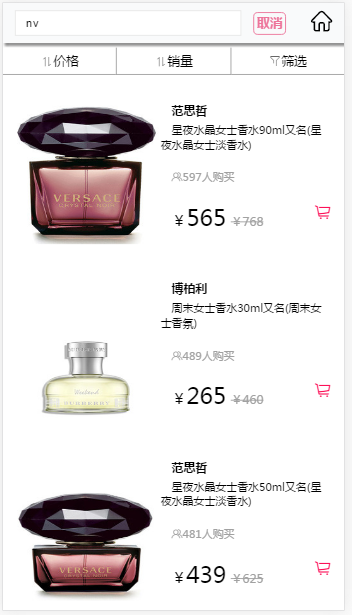 nv
取消
价格
销量
筛选
范思哲
星夜水晶女士香水90ml又名(星
夜水晶女士淡香水)
597人购买
¥565 ¥768
VERSACE
CRYSTAL NOIR
博柏利
周末女士香水30ml又名(周末女
士香氛)
489人购买
¥265 ¥460
范思哲
星夜水晶女士香水50ml又名(星
夜水晶女士淡香水)
481人购买
¥439 ¥625
VERSACE